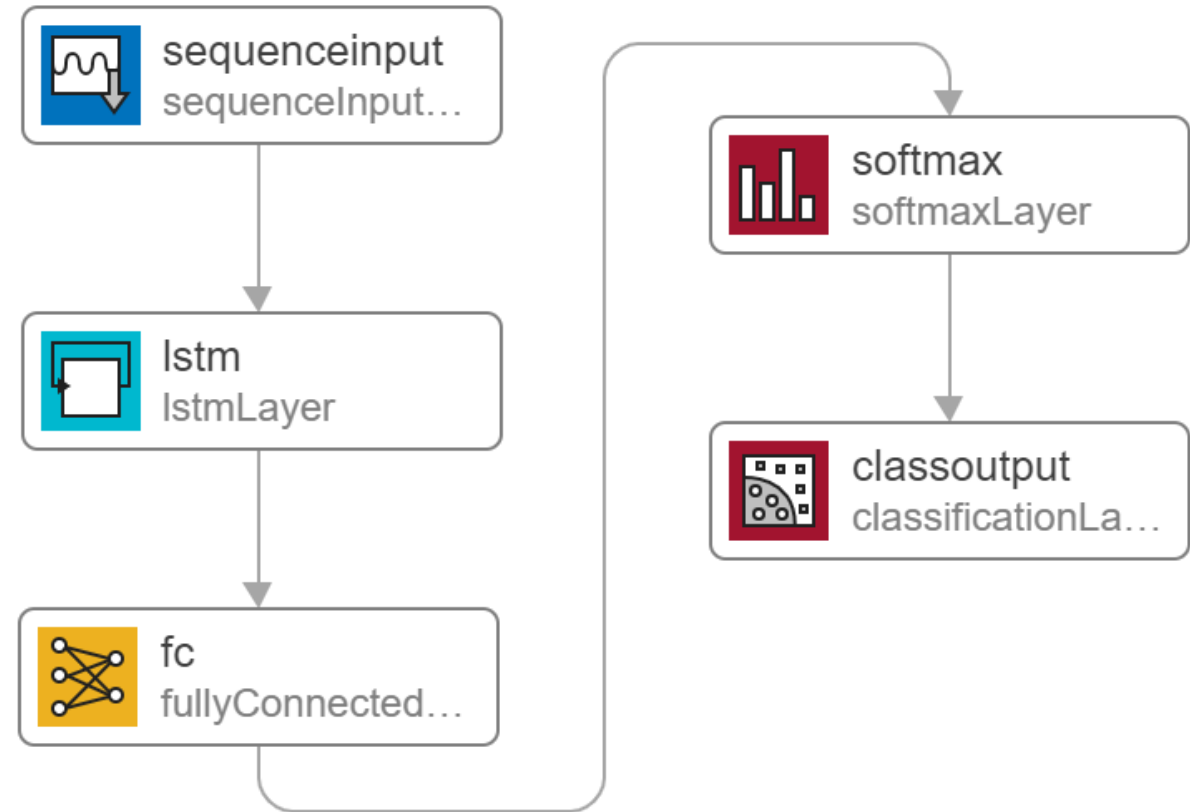 sequenceinput
sequenceInput...
lstm
lstmLayer
fc
fullyConnected...
softmax
softmaxLayer
classoutput
classificationLa...